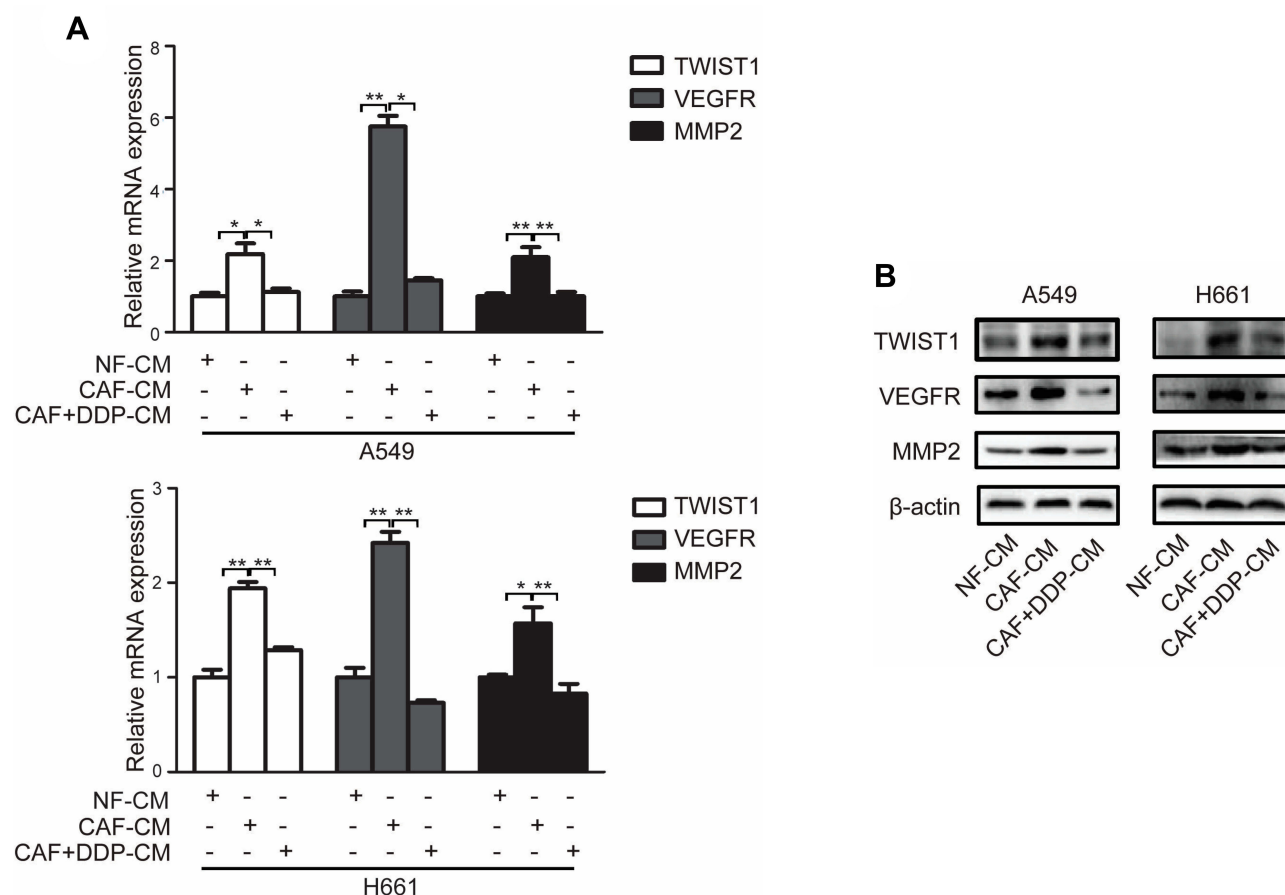 A
8
6
4
2
0
Relative mRNA expression
TWIST1
VEGFR
MMP2
* *
** *
** **
NF-CM + - - + - - + - -
CAF-CM - + - - + - - + -
CAF+DDP-CM - - + - - + - - +
A549
3
2
1
0
Relative mRNA expression
TWIST1
VEGFR
MMP2
** **
** **
* **
NF-CM + - - + - - + - -
CAF-CM - + - - + - - + -
CAF+DDP-CM - - + - - + - - +
H661
B
A549 H661
TWIST1
VEGFR
MMP2
β-actin
NF-CM
CAF-CM
CAF+DDP-CM
NF-CM
CAF-CM
CAF+DDP-CM